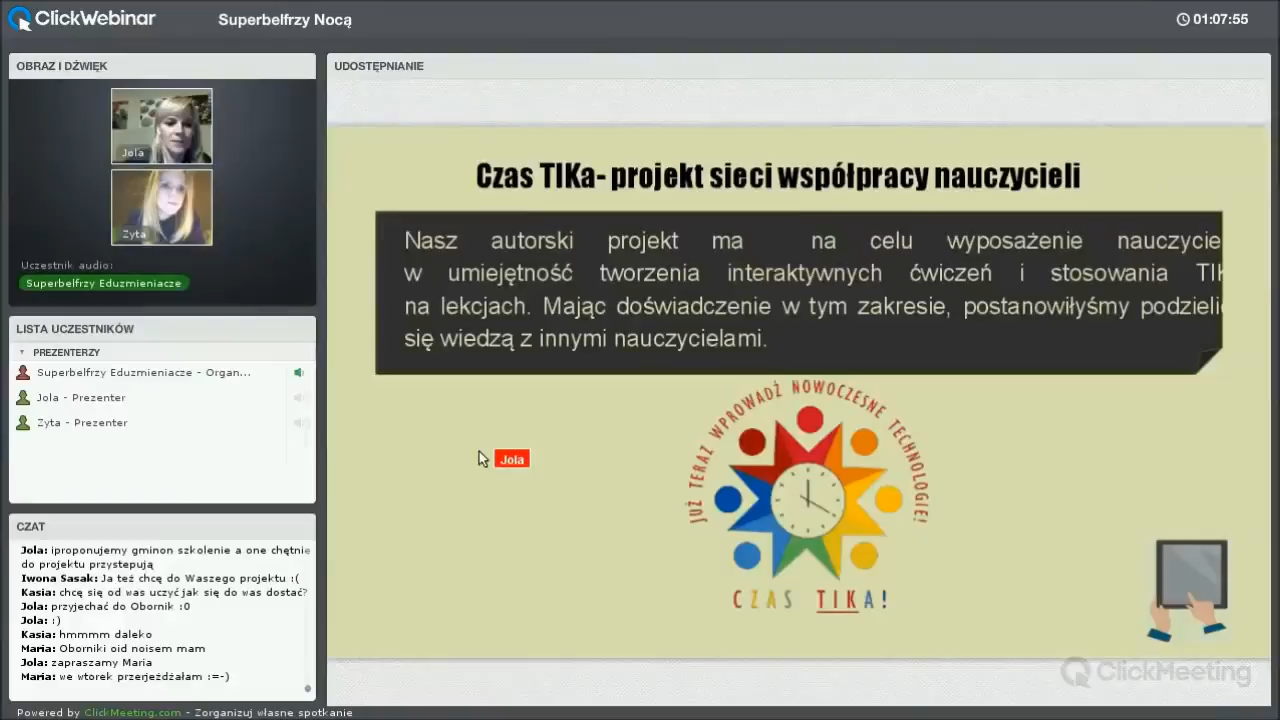 ClickWebinar
Superbelfrzy Nocą
01:07:55
OBRAZ I DŹWIĘK
Jola
Zyta
Uczestnik audio:
Superbelfrzy Eduzmieniacze
LISTA UCZESTNIKÓW
PREZENTERZY
Superbelfrzy Eduzmieniacze - Organ...
Jola - Prezenter
Zyta - Prezenter
CZAT
Jola: iproponujemy gminon szkolenie a one chętnie
do projektu przystepują
Iwona Sasak: Ja też chcę do Waszego projektu :(
Kasia: chcę się od was uczyć jak się do was dostać?
Jola: przyjechać do Obornik :0
Jola: :)
Kasia: hmmmm daleko
Maria: Oborniki oid noisem mam
Jola: zapraszamy Maria
Maria: we wtorek przerjeżdżałam :=-)
UDOSTĘPNIANIE
Czas TIKa- projekt sieci współpracy nauczycieli
Nasz autorski projekt ma na celu wyposażenie nauczycie
w umiejętność tworzenia interaktywnych ćwiczeń i stosowania TIK
na lekcjach. Mając doświadczenie w tym zakresie, postanowiłyśmy podzieli
się wiedzą z innymi nauczycielami.
JUŻ TERAZ WPROWADŹ NOWOCZESNE TECHNOLOGIE!
Jola
CZAS TIKA!
ClickMeeting
Powered by ClickMeeting.com - Zorganizuj własne spotkanie